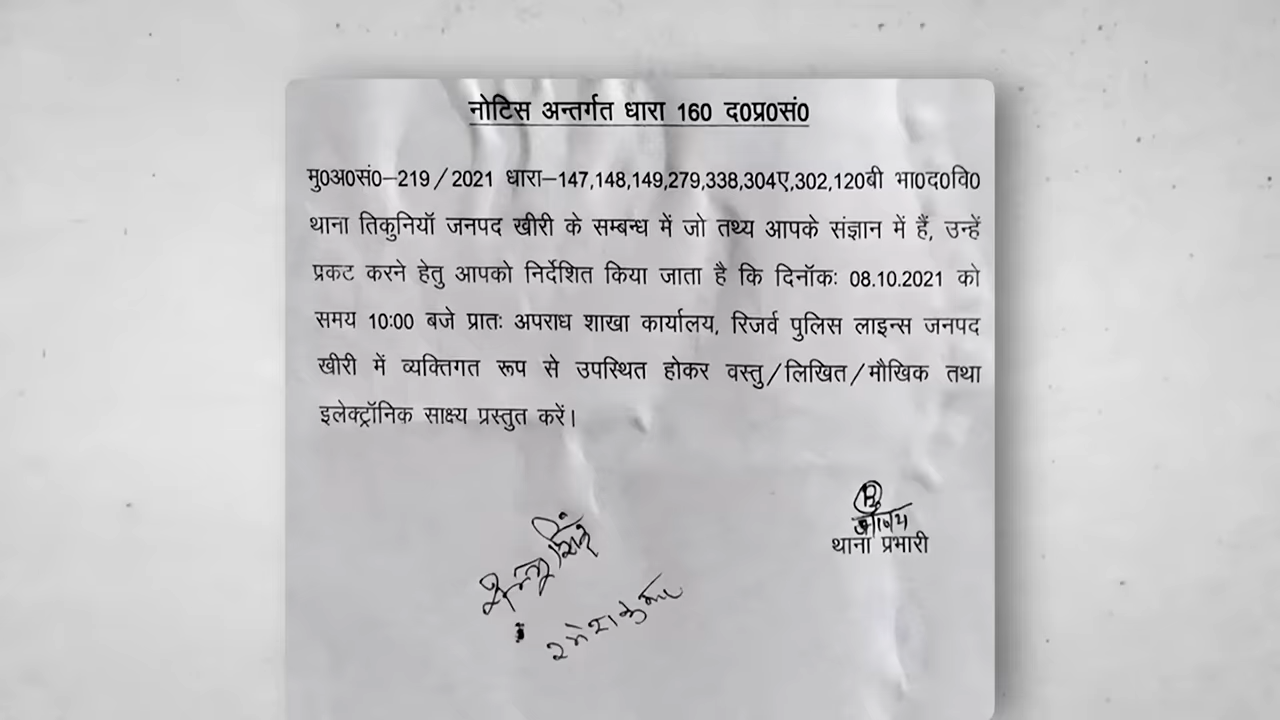 नोटिस अन्तर्गत धारा 160 द0प्र0सं0
मु0अ0सं0–219/2021 धारा–147,148,149,279,338,304ए,302,120बी भा0द0वि0
थाना तिकुनियॉ जनपद खीरी के सम्बन्ध में जो तथ्य आपके संज्ञान में हैं, उन्हें
प्रकट करने हेतु आपको निर्देशित किया जाता है कि दिनॉकः 08.10.2021 को
समय 10:00 बजे प्रातः अपराध शाखा कार्यालय, रिजर्व पुलिस लाइन्स जनपद
खीरी में व्यक्तिगत रूप से उपस्थित होकर वस्तु/लिखित/मौखिक तथा
इलेक्ट्रॉनिक साक्ष्य प्रस्तुत करें।
थाना प्रभारी
सिंह
रमेश कुमार